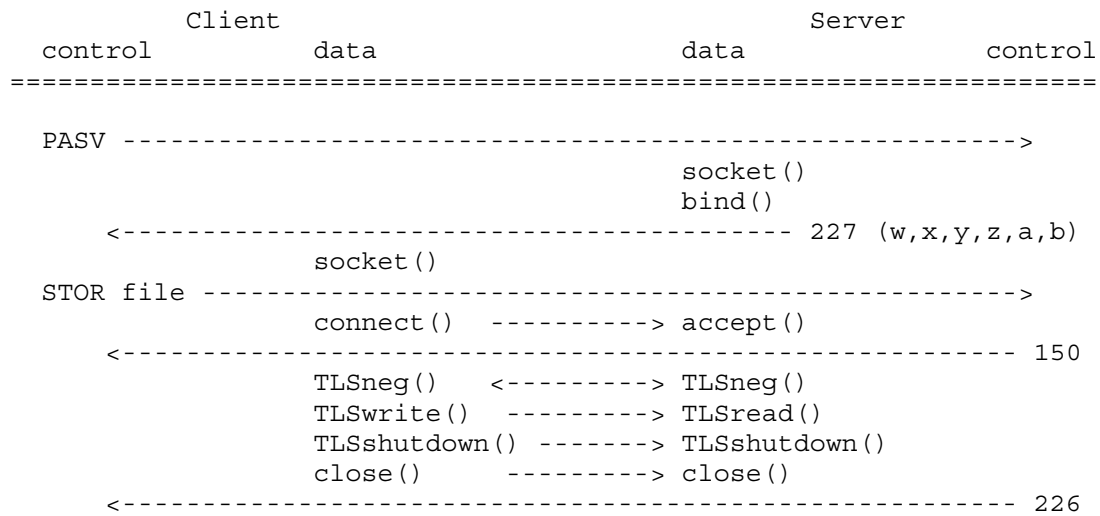 Client                                 Server
  control          data                   data               control
====================================================================

  PASV -------------------------------------------------------->
                                          socket()
                                          bind()
      <------------------------------------------ 227 (w,x,y,z,a,b)
                   socket()
  STOR file --------------------------------------------------->
                   connect()  ----------> accept()
      <-------------------------------------------------------- 150
                   TLSneg()   <---------> TLSneg()
                   TLSwrite()  ---------> TLSread()
                   TLSshutdown() -------> TLSshutdown()
                   close()     ---------> close()
      <-------------------------------------------------------- 226